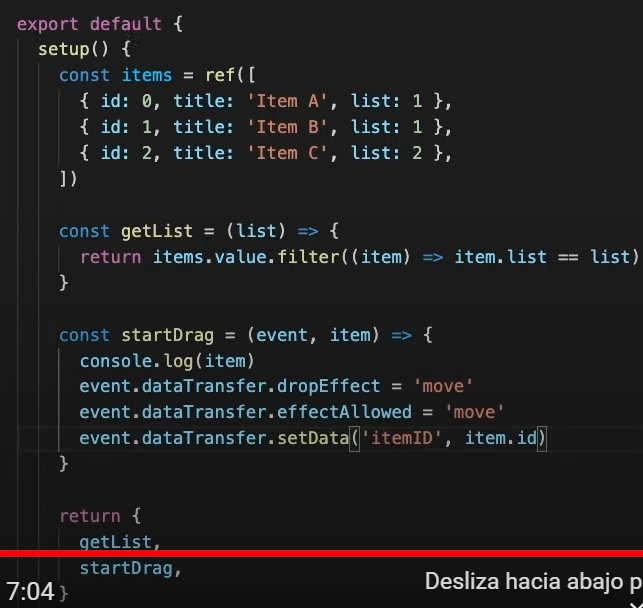 export default {
setup() {
const items = ref([
{ id: 0, title: 'Item A', list: 1 },
{ id: 1, title: 'Item B', list: 1 },
{ id: 2, title: 'Item C', list: 2 },
])
const getList = (list) => {
return items.value.filter((item) => item.list == list)
}
const startDrag = (event, item) => {
console.log(item)
event.dataTransfer.dropEffect = 'move'
event.dataTransfer.effectAllowed = 'move'
event.dataTransfer.setData('itemID', item.id)
}
return {
getList,
startDrag,
}
7:04
Desliza hacia abajo p